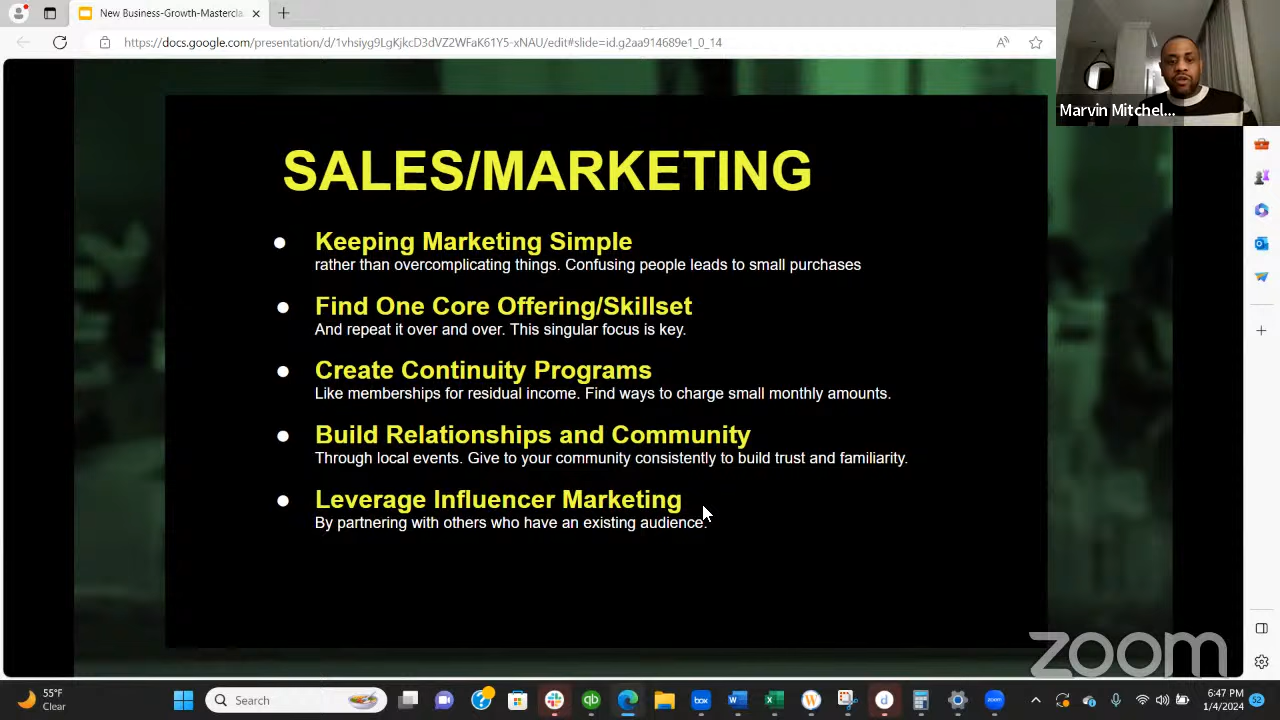 New Business-Growth-Mastercla
https://docs.google.com/presentation/d/1vhsiyg9LgKjkcD3dVZ2WFaK61Y5-xNAU/edit#slide=id.g2aa914689e1_0_14
Marvin Mitchel...
SALES/MARKETING
Keeping Marketing Simple
rather than overcomplicating things. Confusing people leads to small purchases
Find One Core Offering/Skillset
And repeat it over and over. This singular focus is key.
Create Continuity Programs
Like memberships for residual income. Find ways to charge small monthly amounts.
Build Relationships and Community
Through local events. Give to your community consistently to build trust and familiarity.
Leverage Influencer Marketing
By partnering with others who have an existing audience.
zoom
55°F
Clear
Search
qb
box
W
X
W
d
zoom
6:47 PM
1/4/2024
52